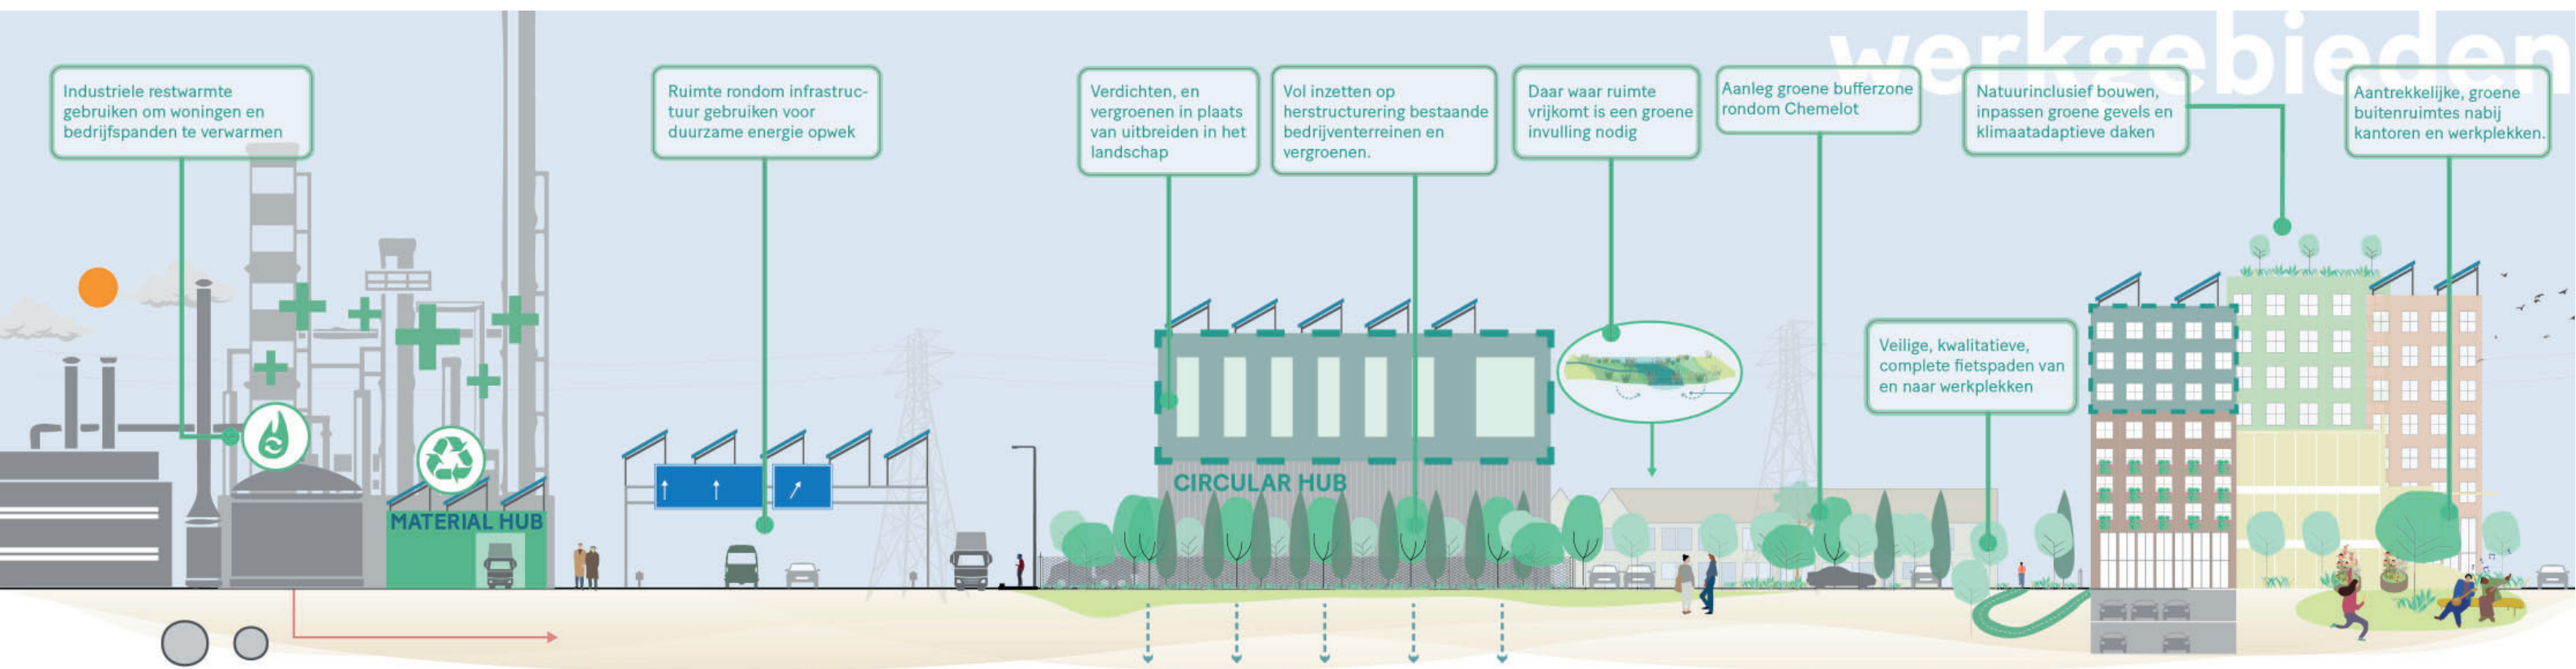 werkgebieden
Industriele restwarmte
gebruiken om woningen en
bedrijfspanden te verwarmen
Ruimte rondom infrastruc-
tuur gebruiken voor
duurzame energie opwek
Verdichten, en
vergroenen in plaats
van uitbreiden in het
landschap
Vol inzetten op
herstructurering bestaande
bedrijventerreinen en
vergroenen.
Daar waar ruimte
vrijkomt is een groene
invulling nodig
Aanleg groene bufferzone
rondom Chemelot
Natuurinclusief bouwen,
inpassen groene gevels en
klimaatadaptieve daken
Aantrekkelijke, groene
buitenruimtes nabij
kantoren en werkplekken.
Veilige, kwalitatieve,
complete fietspaden van
en naar werkplekken
CIRCULAR HUB
MATERIAL HUB